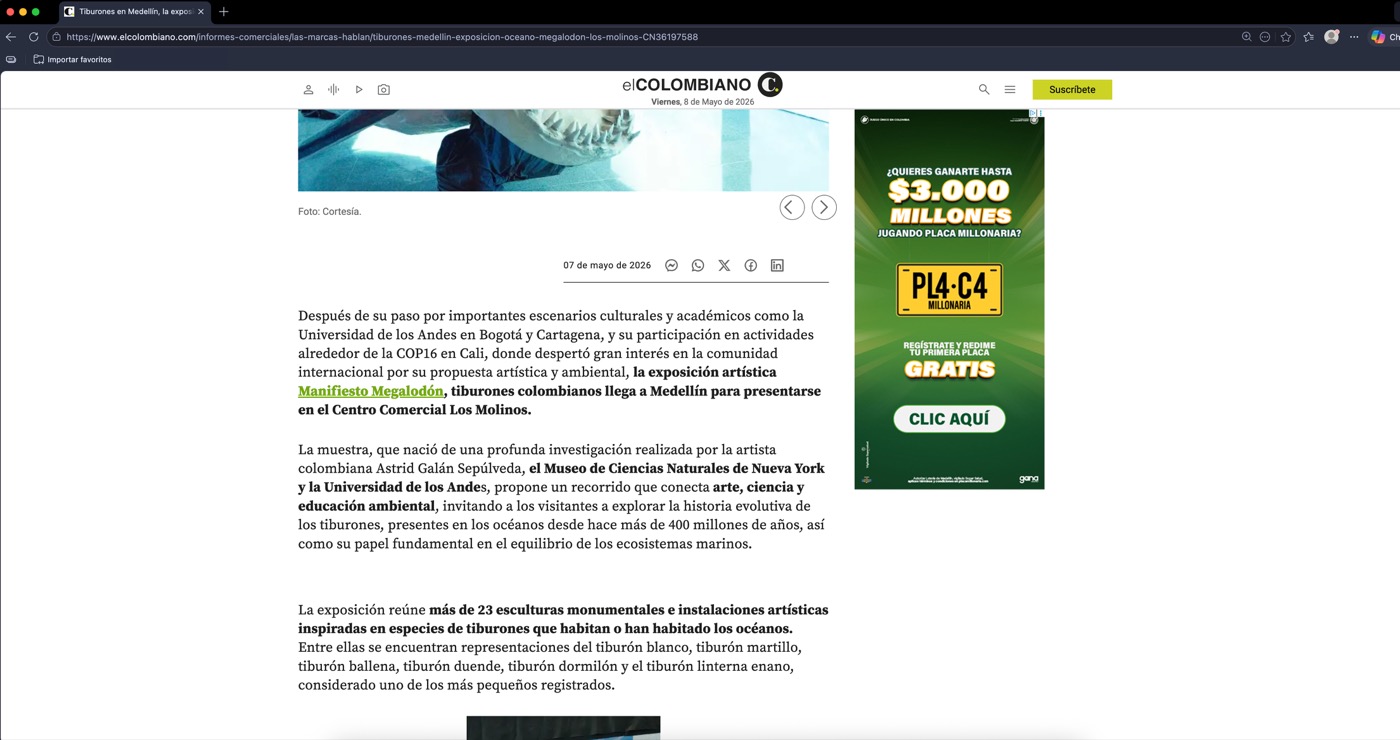 Tiburones en Medellín, la expos
https://www.elcolombiano.com/informes-comerciales/las-marcas-hablan/tiburones-medellin-exposicion-oceano-megalodon-los-molinos-CN36197588
Ch
Importar favoritos
elCOLOMBIANO C.
Viernes, 8 de Mayo de 2026
Suscríbete
Foto: Cortesía.
07 de mayo de 2026
Después de su paso por importantes escenarios culturales y académicos como la
Universidad de los Andes en Bogotá y Cartagena, y su participación en actividades
alrededor de la COP16 en Cali, donde despertó gran interés en la comunidad
internacional por su propuesta artística y ambiental, la exposición artística
Manifiesto Megalodón, tiburones colombianos llega a Medellín para presentarse
en el Centro Comercial Los Molinos.
La muestra, que nació de una profunda investigación realizada por la artista
colombiana Astrid Galán Sepúlveda, el Museo de Ciencias Naturales de Nueva York
y la Universidad de los Andes, propone un recorrido que conecta arte, ciencia y
educación ambiental, invitando a los visitantes a explorar la historia evolutiva de
los tiburones, presentes en los océanos desde hace más de 400 millones de años, así
como su papel fundamental en el equilibrio de los ecosistemas marinos.
La exposición reúne más de 23 esculturas monumentales e instalaciones artísticas
inspiradas en especies de tiburones que habitan o han habitado los océanos.
Entre ellas se encuentran representaciones del tiburón blanco, tiburón martillo,
tiburón ballena, tiburón duende, tiburón dormilón y el tiburón linterna enano,
considerado uno de los más pequeños registrados.
¿QUIERES GANARTE HASTA
$3.000
MILLONES
JUGANDO PLACA MILLONARIA?
PL4·C4
MILLONARIA
REGÍSTRATE Y REDIME
TU PRIMERA PLACA
GRATIS
CLIC AQUÍ
gana